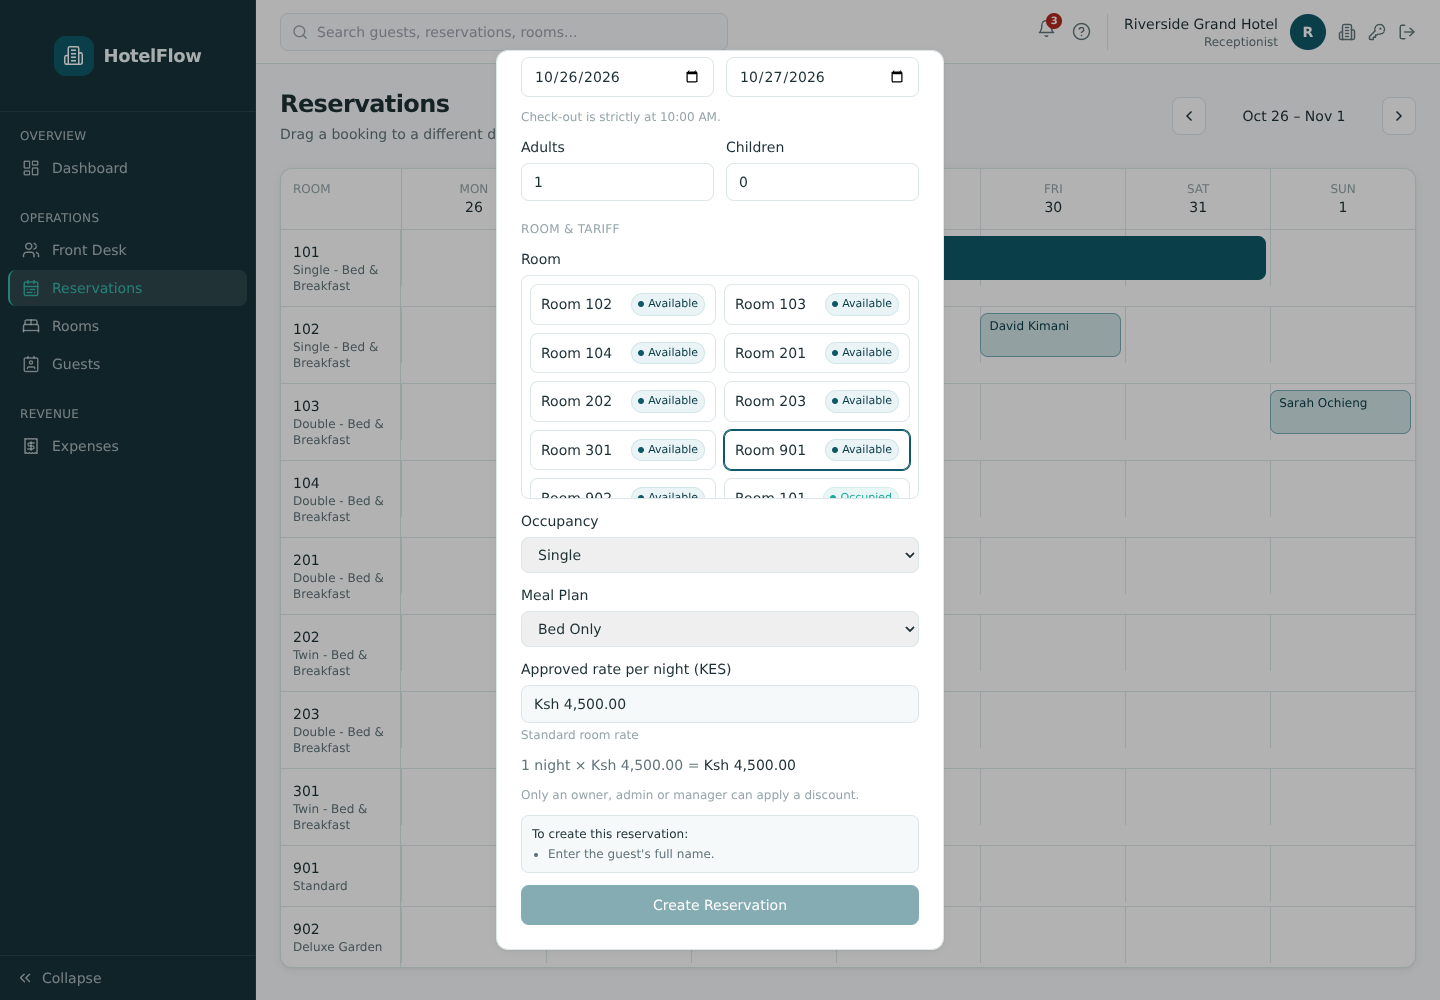 HotelFlow
Search guests, reservations, rooms...
3
Riverside Grand Hotel
Receptionist
R
OVERVIEW
Dashboard
OPERATIONS
Front Desk
Reservations
Rooms
Guests
REVENUE
Expenses
Collapse
Reservations
Drag a booking to a different d
Oct 26 – Nov 1
ROOM
MON
26
FRI
30
SAT
31
SUN
1
101
Single - Bed &
Breakfast
102
Single - Bed &
Breakfast
David Kimani
103
Double - Bed &
Breakfast
Sarah Ochieng
104
Double - Bed &
Breakfast
201
Double - Bed &
Breakfast
202
Twin - Bed &
Breakfast
203
Double - Bed &
Breakfast
301
Twin - Bed &
Breakfast
901
Standard
902
Deluxe Garden
10/26/2026
10/27/2026
Check-out is strictly at 10:00 AM.
Adults
Children
1
0
ROOM & TARIFF
Room
Room 102 Available
Room 103 Available
Room 104 Available
Room 201 Available
Room 202 Available
Room 203 Available
Room 301 Available
Room 901 Available
Room 902 Available
Room 101 Occupied
Occupancy
Single
Meal Plan
Bed Only
Approved rate per night (KES)
Ksh 4,500.00
Standard room rate
1 night × Ksh 4,500.00 = Ksh 4,500.00
Only an owner, admin or manager can apply a discount.
To create this reservation:
• Enter the guest's full name.
Create Reservation